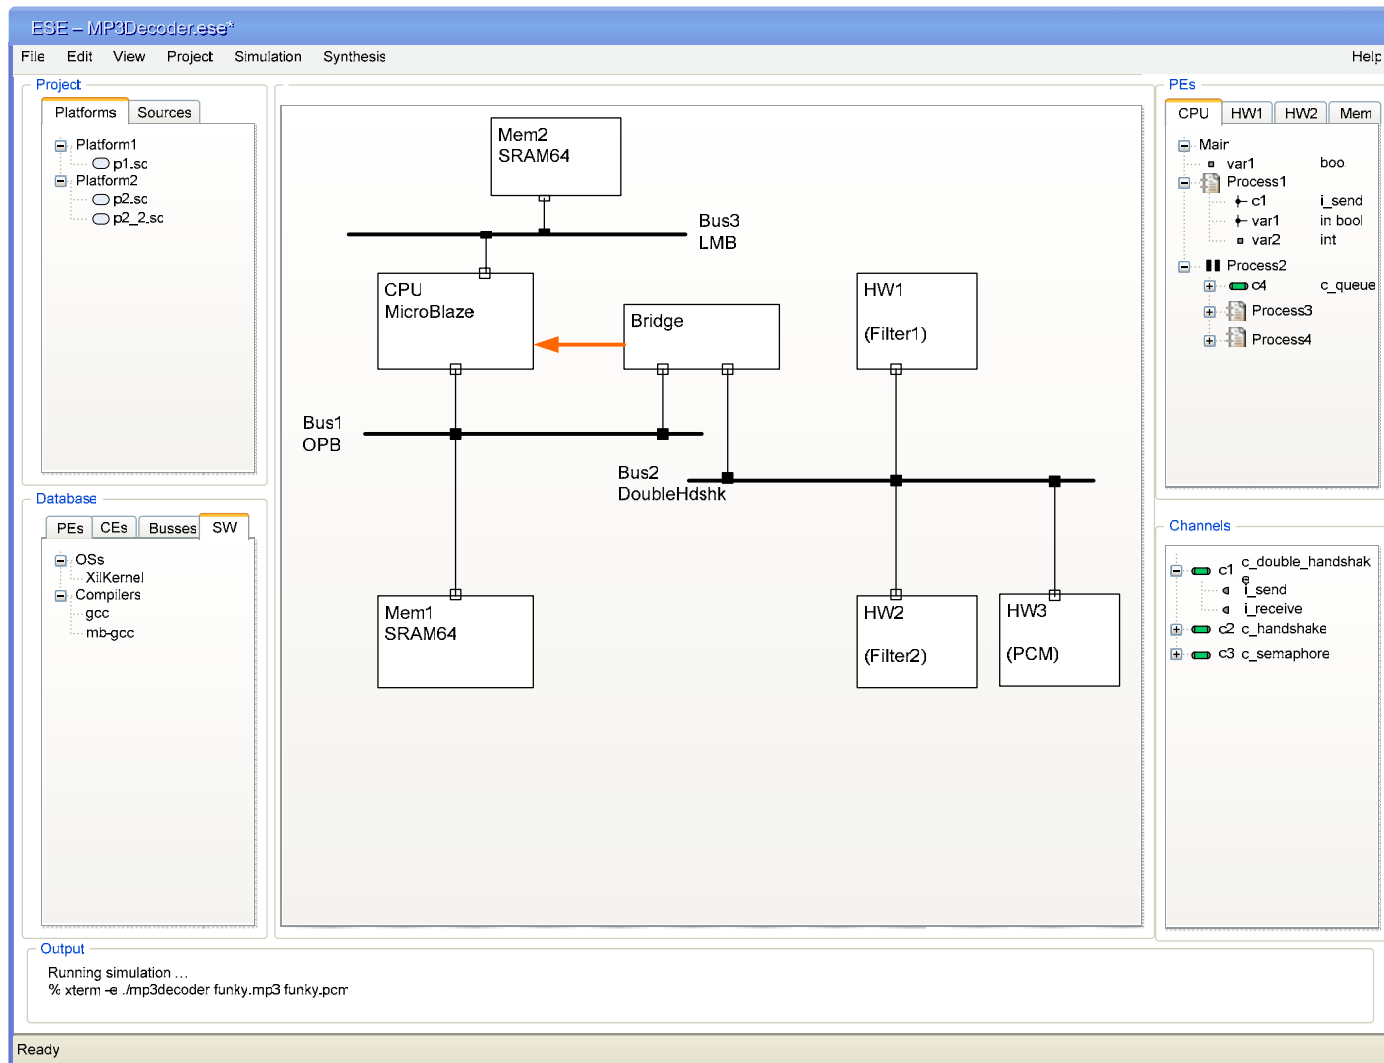 ESE – MP3Decoder.ese*
File Edit View Project Simulation Synthesis Help
Project
Platforms Sources
Platform1
p1.sc
Platform2
p2.sc
p2_2.sc
Database
PEs CEs Busses SW
OSs
XilKernel
Compilers
gcc
mb-gcc
Mem2
SRAM64
Bus3
LMB
CPU
MicroBlaze
Bridge
HW1
(Filter1)
Bus1
OPB
Bus2
DoubleHdshk
Mem1
SRAM64
HW2
(Filter2)
HW3
(PCM)
PEs
CPU HW1 HW2 Mem
Main
var1 boo
Process1
c1 i_send
var1 in bool
var2 int
Process2
c4 c_queue
Process3
Process4
Channels
c1 c_double_handshak
e
i_send
i_receive
c2 c_handshake
c3 c_semaphore
Output
Running simulation ...
% xterm -e ./mp3decoder funky.mp3 funky.pcm
Ready